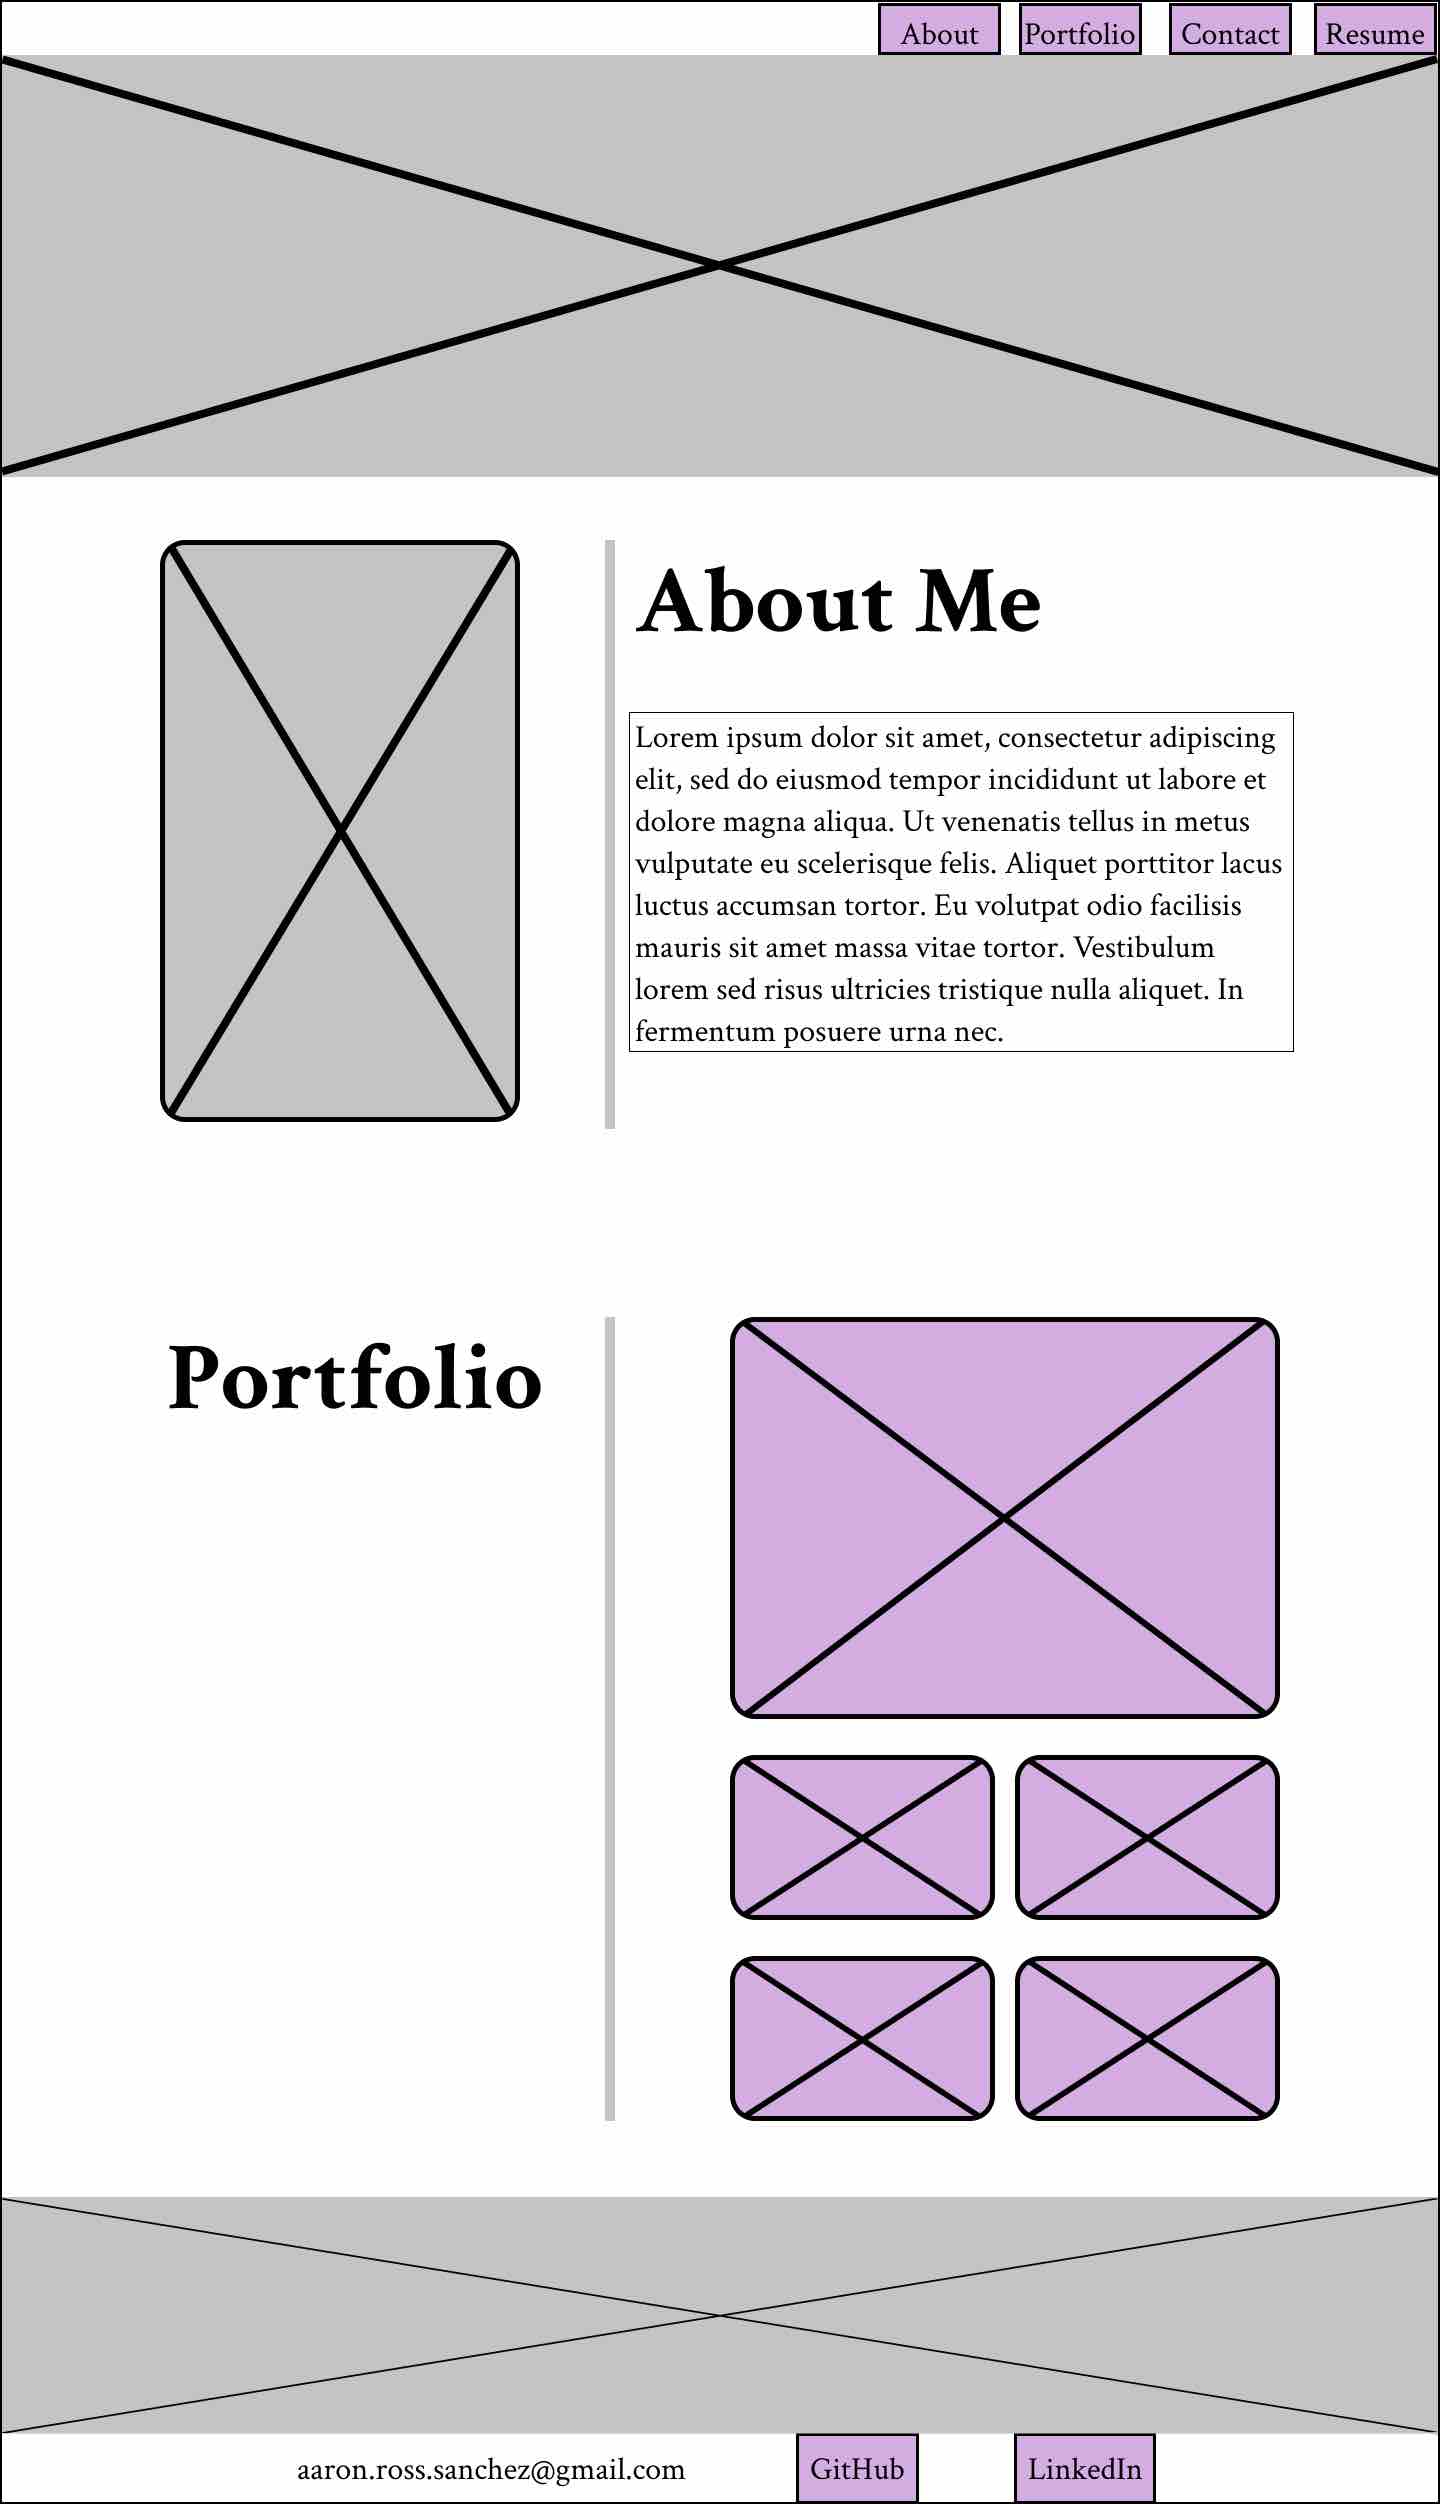 About Portfolio Contact Resume
About Me
Lorem ipsum dolor sit amet, consectetur adipiscing
elit, sed do eiusmod tempor incididunt ut labore et
dolore magna aliqua. Ut venenatis tellus in metus
vulputate eu scelerisque felis. Aliquet porttitor lacus
luctus accumsan tortor. Eu volutpat odio facilisis
mauris sit amet massa vitae tortor. Vestibulum
lorem sed risus ultricies tristique nulla aliquet. In
fermentum posuere urna nec.
Portfolio
aaron.ross.sanchez@gmail.com GitHub LinkedIn